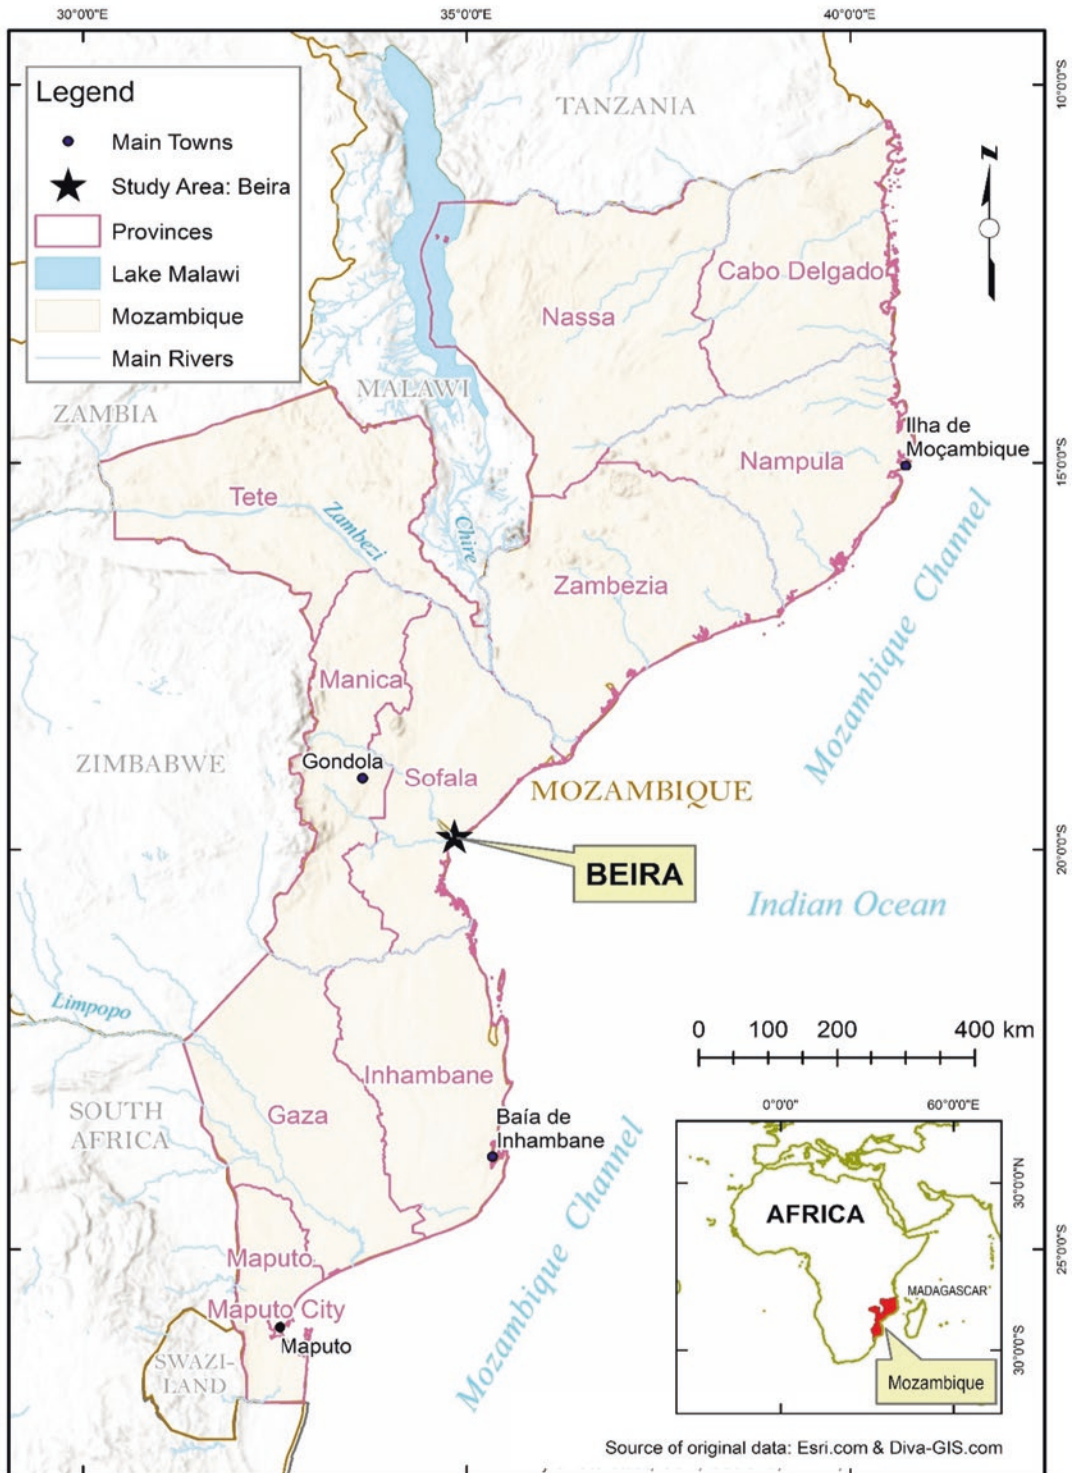 30°0'0"E
35°0'0"E
40°0'0"E
Legend
Main Towns
Study Area: Beira
Provinces
Lake Malawi
Mozambique
Main Rivers
TANZANIA
10°0'0"S
Cabo Delgado
Nassa
MALAWI
ZAMBIA
Ilha de
Moçambique
Nampula
15°0'0"S
Tete
Zambezi
Chire
Zambezia
Mozambique Channel
Manica
ZIMBABWE
Gondola
Sofala
MOZAMBIQUE
20°0'0"S
BEIRA
Indian Ocean
Limpopo
0 100 200 400 km
Inhambane
Gaza
SOUTH
AFRICA
Baía de
Inhambane
Mozambique Channel
0°0'0"
60°0'0"E
30°0'0"N
AFRICA
25°0'0"S
Maputo
MADAGASCAR
Maputo City
Maputo
30°0'0"S
SWAZI-
LAND
Mozambique
Source of original data: Esri.com & Diva-GIS.com